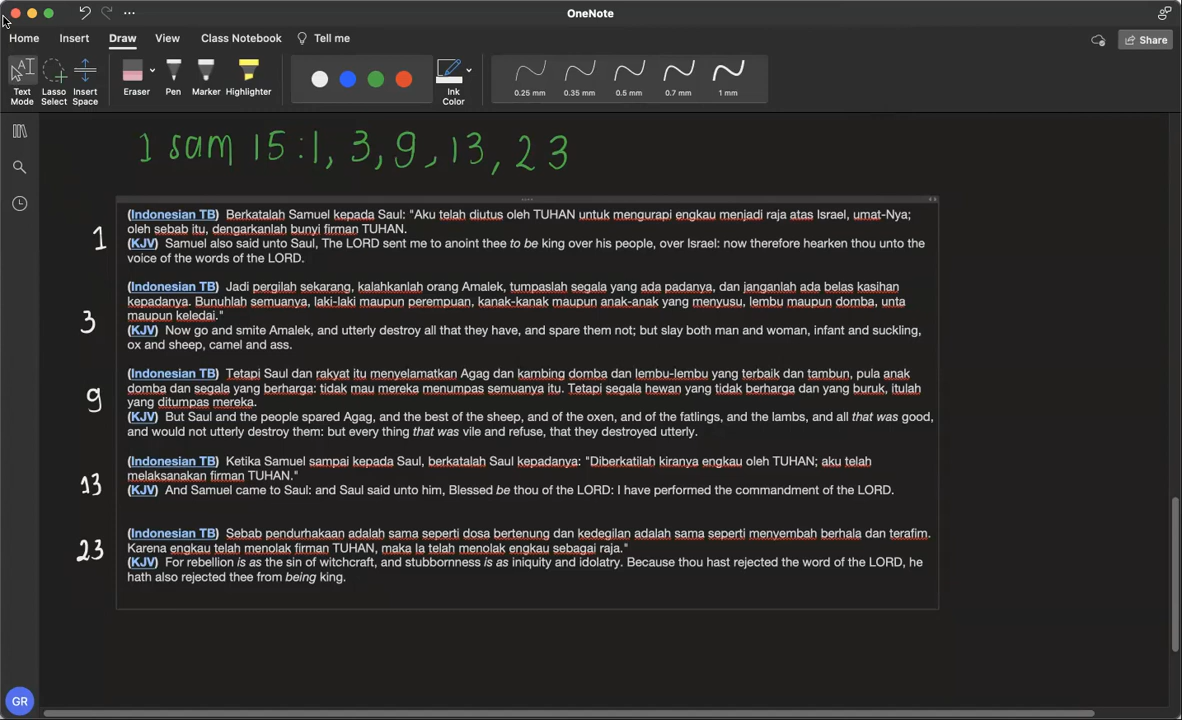 OneNote
Home Insert Draw View Class Notebook Tell me
Share
Text Mode
Lasso Select
Insert Space
Eraser
Pen
Marker
Highlighter
Ink Color
0.25 mm
0.35 mm
0.5 mm
0.7 mm
1 mm
1 sam 15:1, 3, 9, 13, 23
(Indonesian TB) Berkatalah Samuel kepada Saul: "Aku telah diutus oleh TUHAN untuk mengurapi engkau menjadi raja atas Israel, umat-Nya;
oleh sebab itu, dengarkanlah bunyi firman TUHAN.
1
(KJV) Samuel also said unto Saul, The LORD sent me to anoint thee to be king over his people, over Israel: now therefore hearken thou unto the
voice of the words of the LORD.
(Indonesian TB) Jadi pergilah sekarang, kalahkanlah orang Amalek, tumpaslah segala yang ada padanya, dan janganlah ada belas kasihan
kepadanya. Bunuhlah semuanya, laki-laki maupun perempuan, kanak-kanak maupun anak-anak yang menyusu, lembu maupun domba, unta
maupun keledai."
3
(KJV) Now go and smite Amalek, and utterly destroy all that they have, and spare them not; but slay both man and woman, infant and suckling,
ox and sheep, camel and ass.
(Indonesian TB) Tetapi Saul dan rakyat itu menyelamatkan Agag dan kambing domba dan lembu-lembu yang terbaik dan tambun, pula anak
domba dan segala yang berharga: tidak mau mereka menumpas semuanya itu. Tetapi segala hewan yang tidak berharga dan yang buruk, itulah
yang ditumpas mereka.
9
(KJV) But Saul and the people spared Agag, and the best of the sheep, and of the oxen, and of the fatlings, and the lambs, and all that was good,
and would not utterly destroy them: but every thing that was vile and refuse, that they destroyed utterly.
(Indonesian TB) Ketika Samuel sampai kepada Saul, berkatalah Saul kepadanya: "Diberkatilah kiranya engkau oleh TUHAN; aku telah
melaksanakan firman TUHAN."
13
(KJV) And Samuel came to Saul: and Saul said unto him, Blessed be thou of the LORD: I have performed the commandment of the LORD.
(Indonesian TB) Sebab pendurhakaan adalah sama seperti dosa bertenung dan kedegilan adalah sama seperti menyembah berhala dan terafim.
Karena engkau telah menolak firman TUHAN, maka Ia telah menolak engkau sebagai raja."
23
(KJV) For rebellion is as the sin of witchcraft, and stubbornness is as iniquity and idolatry. Because thou hast rejected the word of the LORD, he
hath also rejected thee from being king.
GR